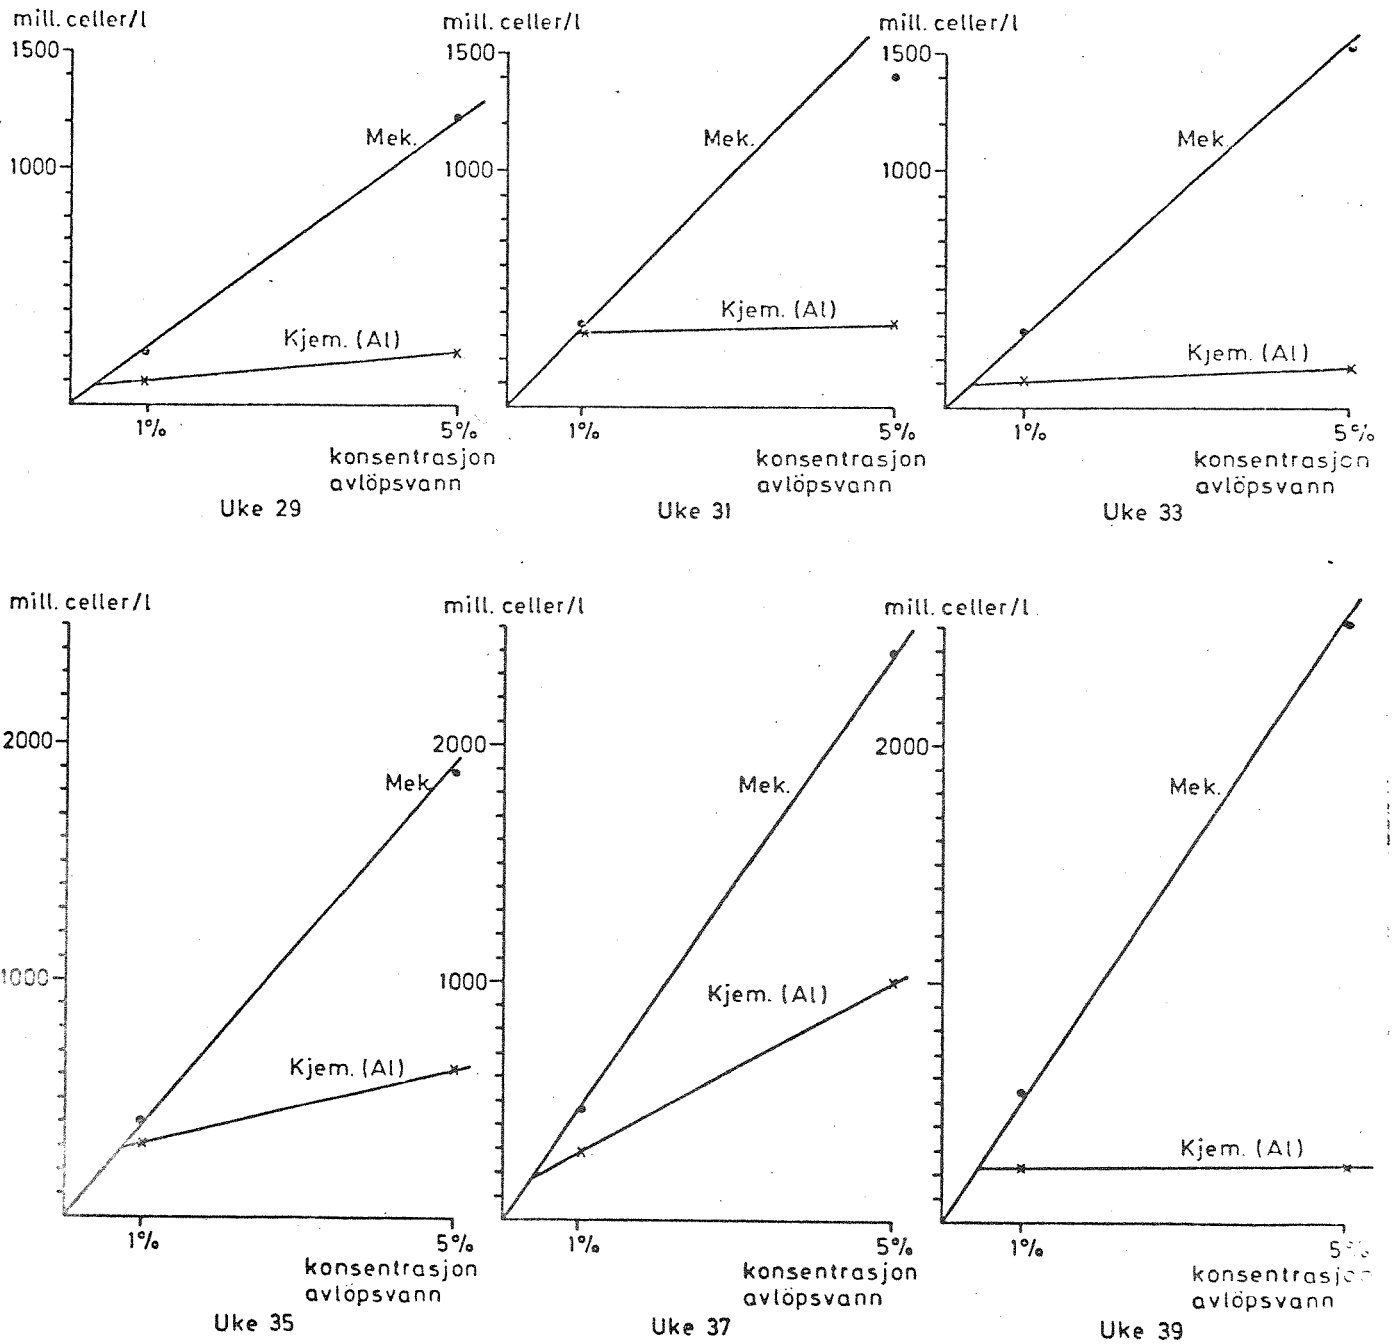 mill. celler/l
1500
1000
Mek.
Kjem. (Al)
1%
5%
konsentrasjon
avlöpsvann
Uke 29
mill. celler/l
1500
1000
Mek.
Kjem. (Al)
1%
5%
konsentrasjon
avlöpsvann
Uke 31
mill. celler/l
1500
1000
Mek.
Kjem. (Al)
1%
5%
konsentrasjon
avlöpsvann
Uke 33
mill. celler/l
2000
1000
Mek.
Kjem. (Al)
1%
5%
konsentrasjon
avlöpsvann
Uke 35
mill. celler/l
2000
1000
Mek.
Kjem. (Al)
1%
5%
konsentrasjon
avlöpsvann
Uke 37
mill. celler/l
2000
Mek.
Kjem. (Al)
1%
5%
konsentrasjon
avlöpsvann
Uke 39